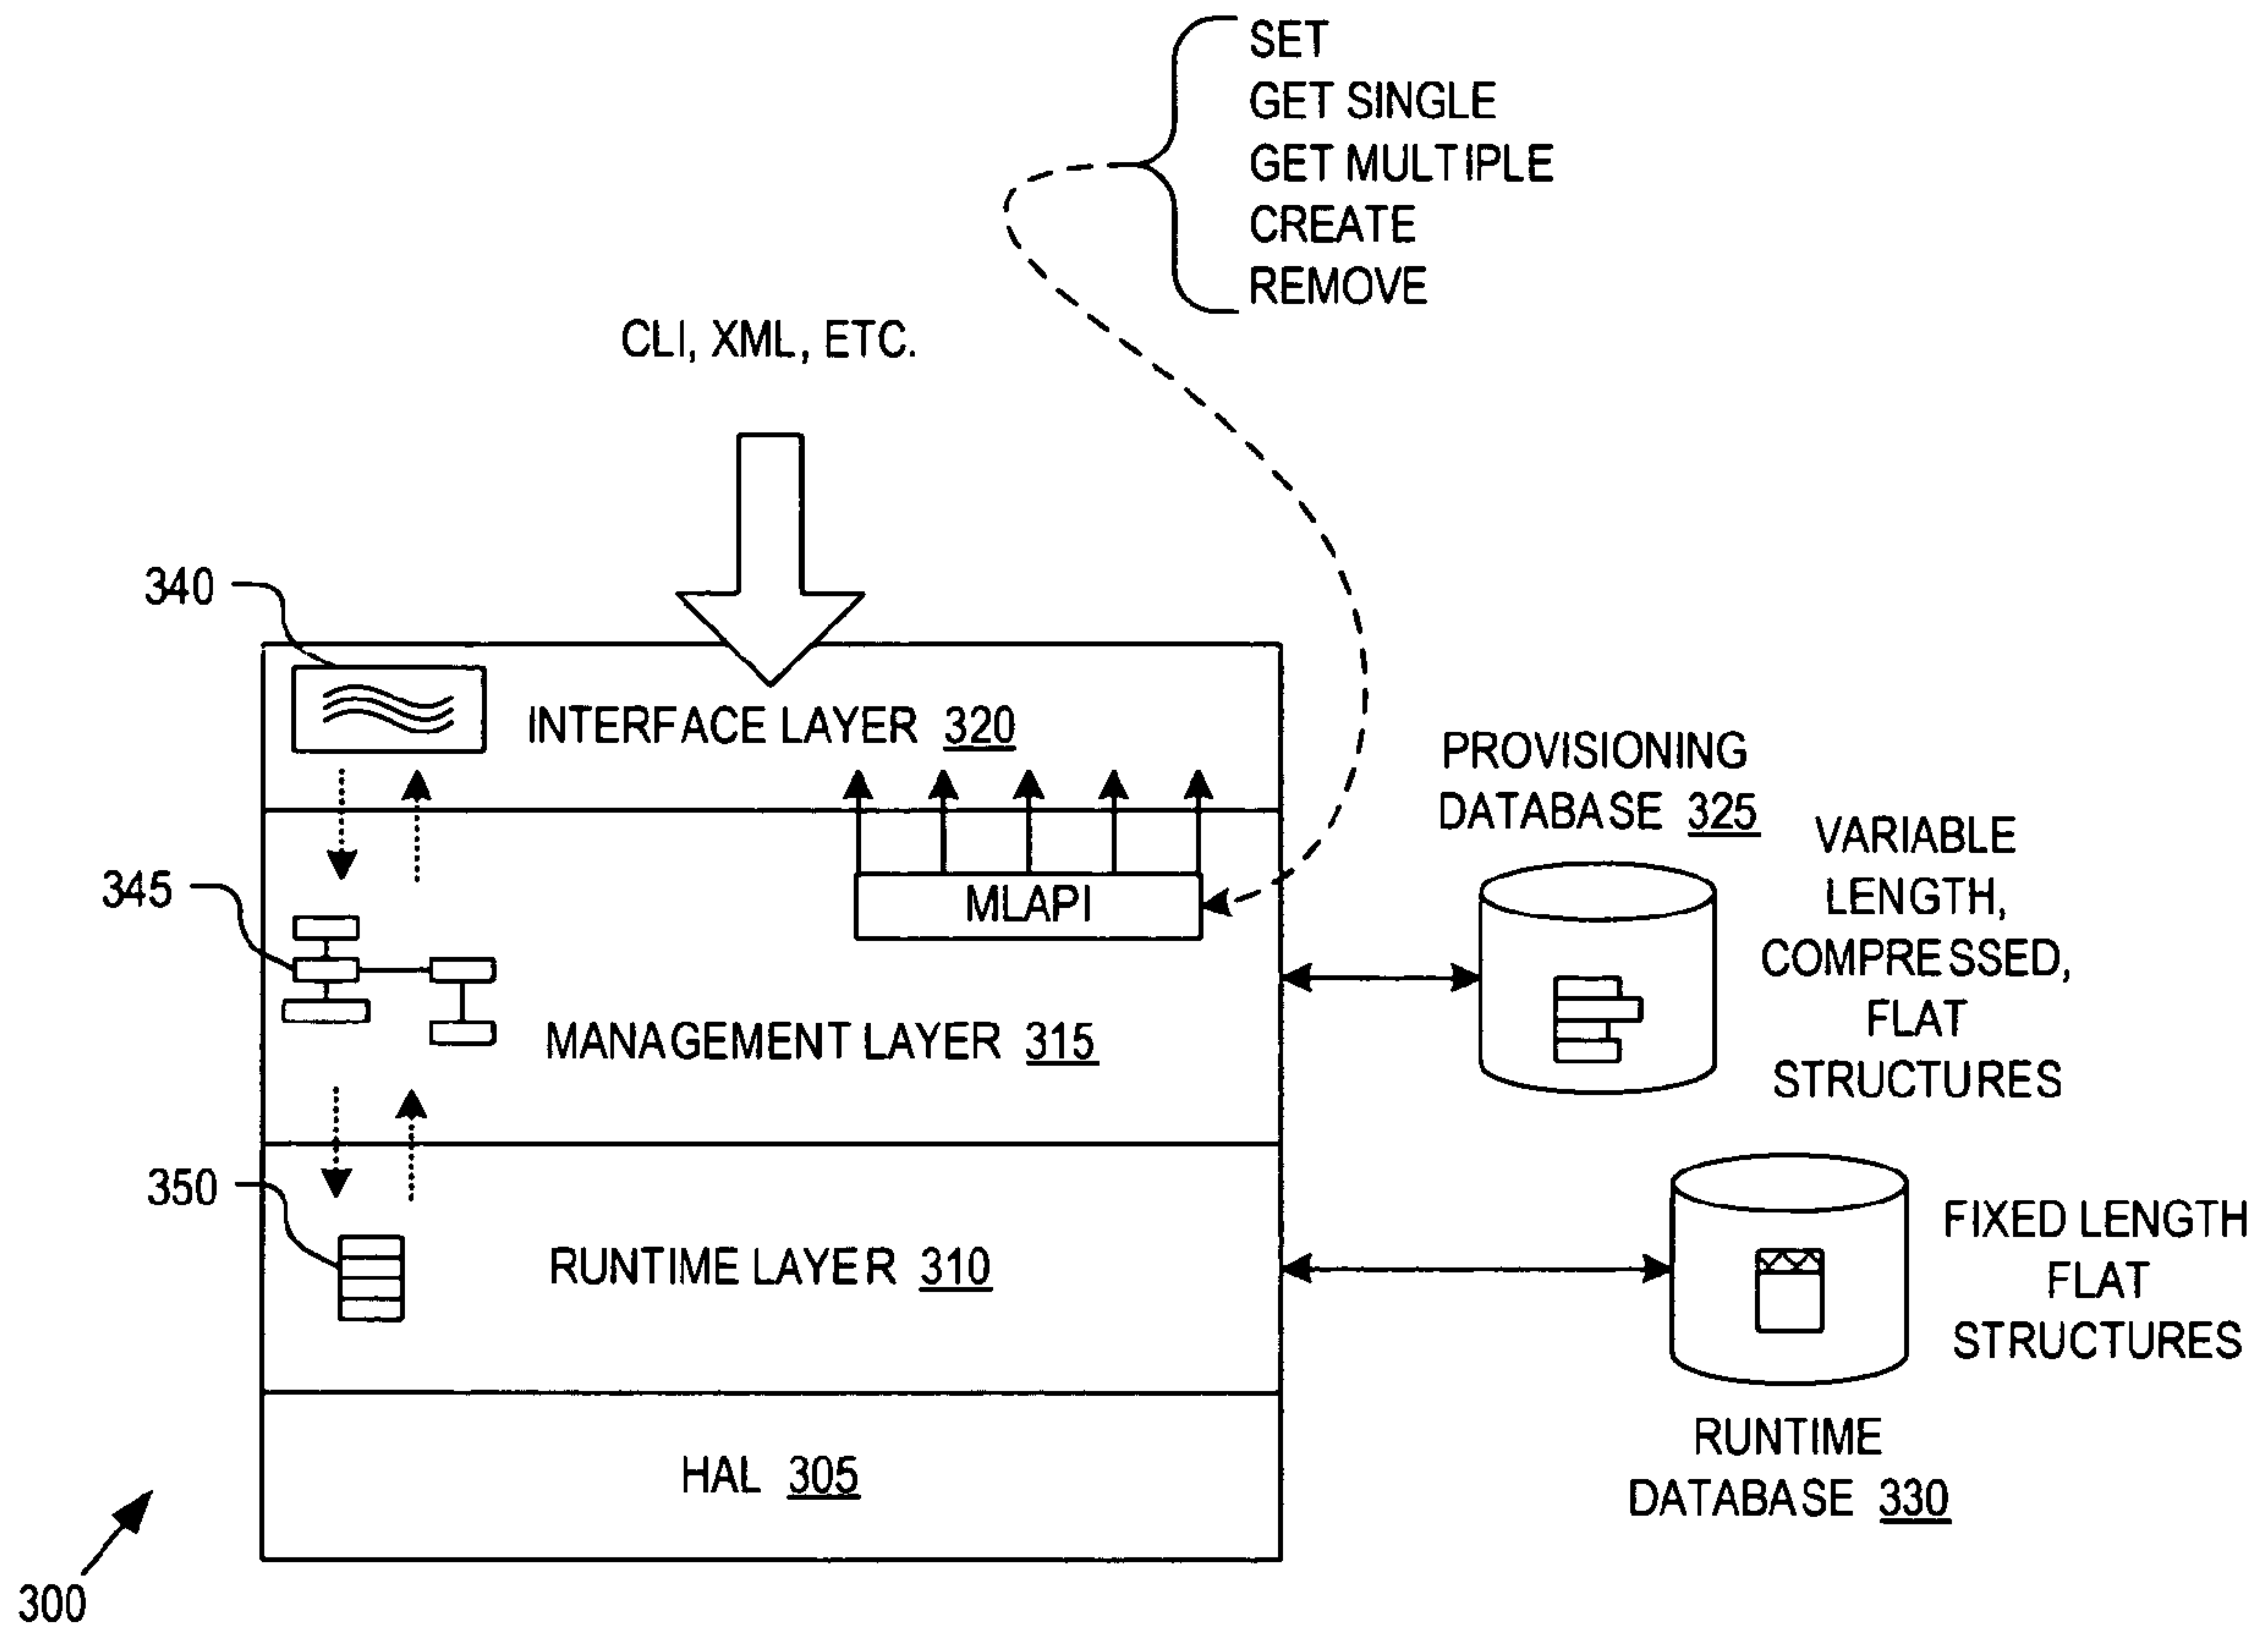 SET
GET SINGLE
GET MULTIPLE
CREATE
REMOVE
CLI, XML, ETC.
340
INTERFACE LAYER 320
PROVISIONING
DATABASE 325
VARIABLE
LENGTH,
COMPRESSED,
FLAT
STRUCTURES
345
MLAPI
MANAGEMENT LAYER 315
350
RUNTIME LAYER 310
FIXED LENGTH
FLAT
STRUCTURES
RUNTIME
DATABASE 330
HAL 305
300